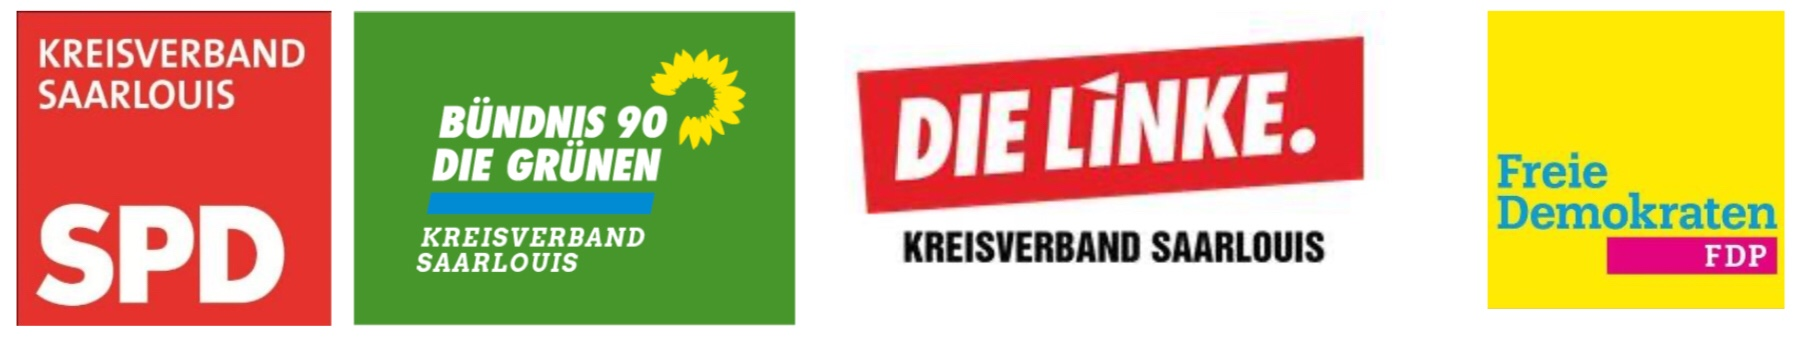 KREISVERBAND
SAARLOUIS
SPD
BÜNDNIS 90
DIE GRÜNEN
KREISVERBAND
SAARLOUIS
DIE LINKE.
KREISVERBAND SAARLOUIS
Freie
Demokraten
FDP